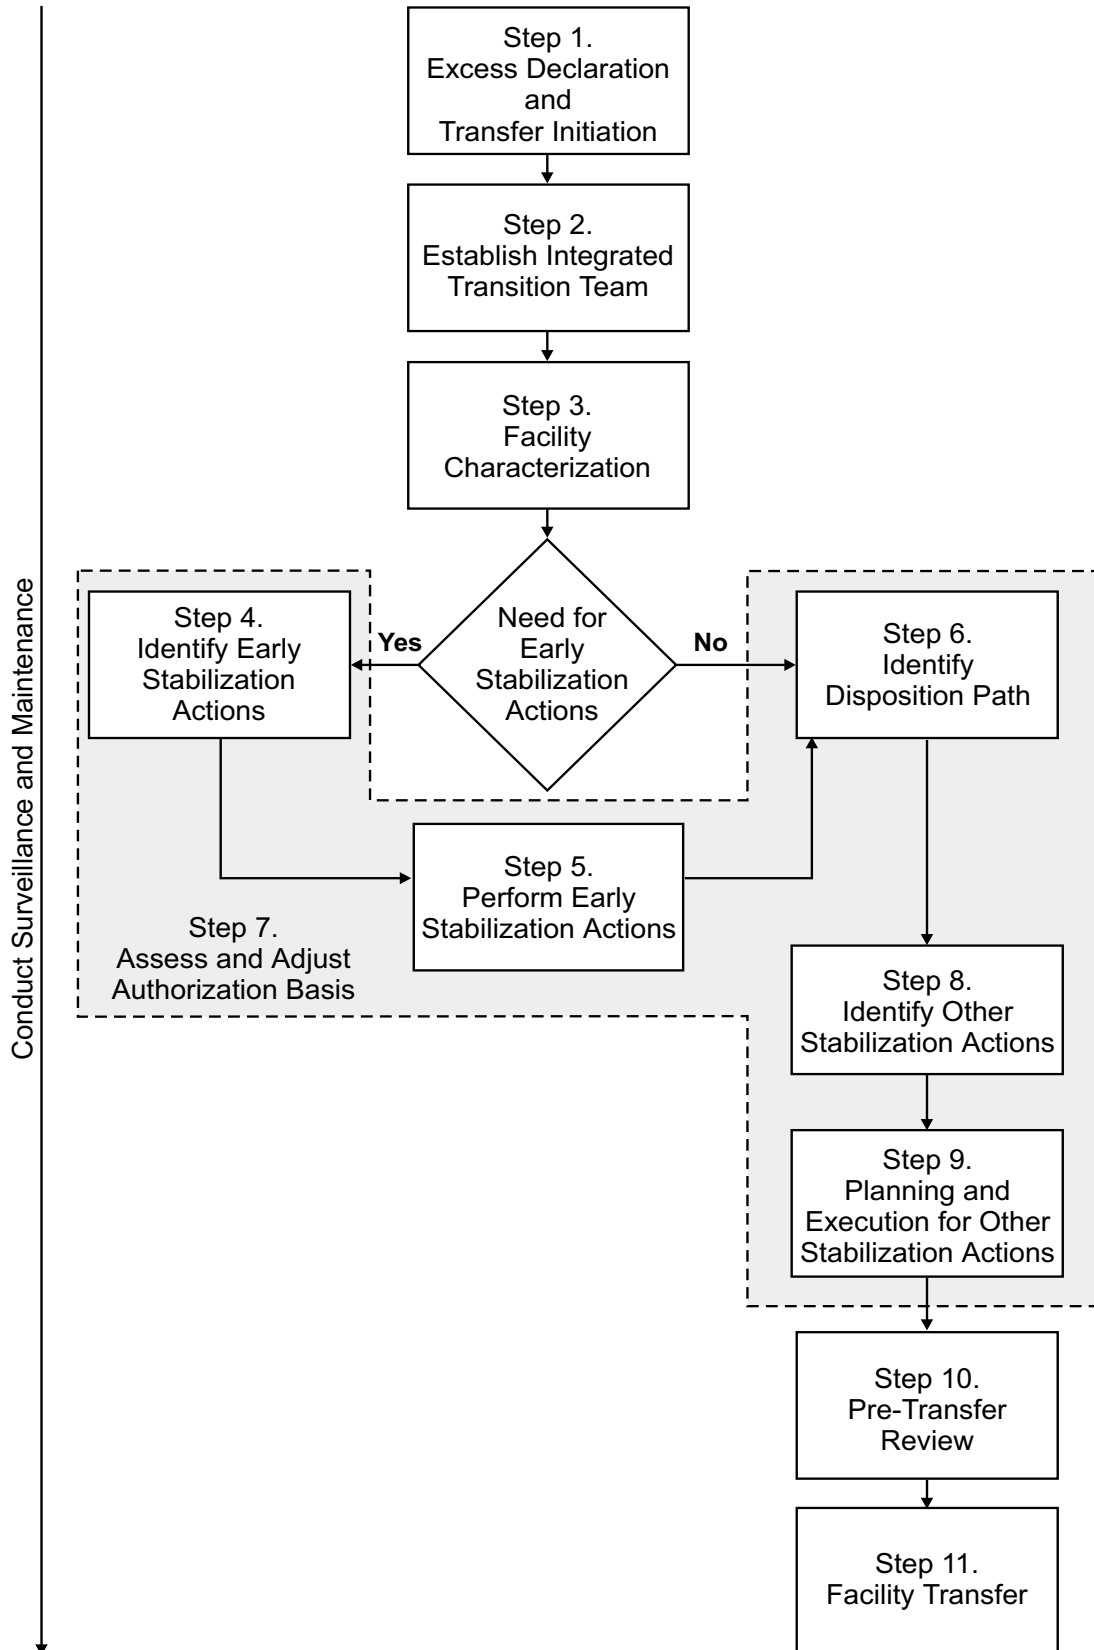 Step 1.
Excess Declaration
and
Transfer Initiation
Step 2.
Establish Integrated
Transition Team
Step 3.
Facility
Characterization
Need for
Early
Stabilization
Actions
Yes
No
Step 4.
Identify Early
Stabilization
Actions
Step 6.
Identify
Disposition Path
Step 5.
Perform Early
Stabilization Actions
Step 7.
Assess and Adjust
Authorization Basis
Step 8.
Identify Other
Stabilization Actions
Step 9.
Planning and
Execution for Other
Stabilization Actions
Step 10.
Pre-Transfer
Review
Step 11.
Facility Transfer
Conduct Surveillance and Maintenance